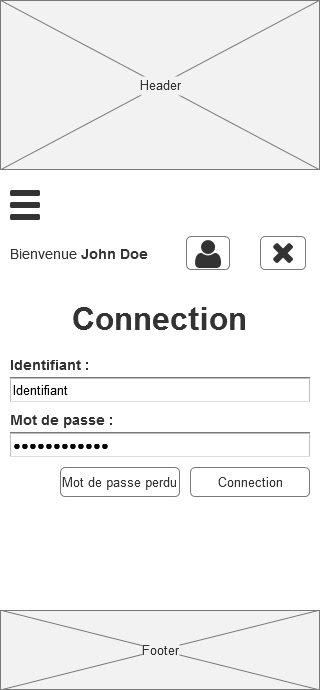 Header
Bienvenue John Doe
Connection
Identifiant :
Identifiant
Mot de passe :
●●●●●●●●●●●●
Mot de passe perdu
Connection
Footer